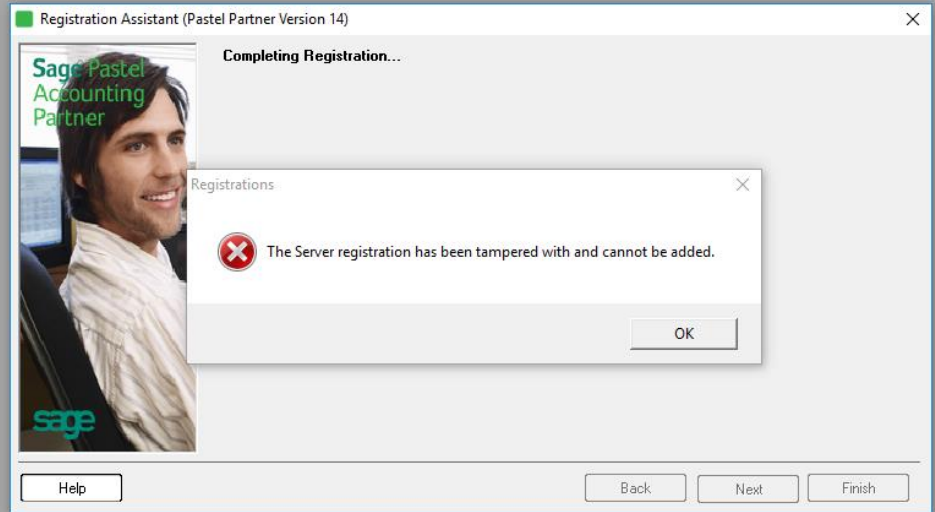 Registration Assistant (Pastel Partner Version 14)
Sage Pastel
Accounting
Partner
Completing Registration...
Registrations
The Server registration has been tampered with and cannot be added.
OK
sage
Help
Back
Next
Finish